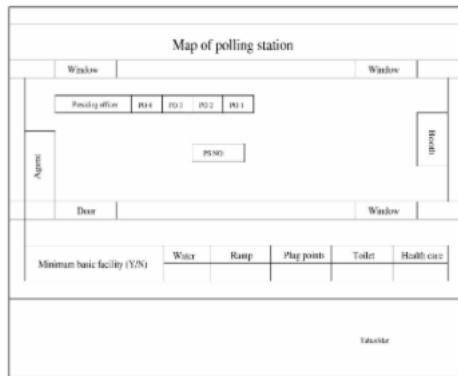 Map of polling station
Window Window
Presiding officer PO 4 PO 3 PO 2 PO 1
Booth
Agents
PS NO:
Door Window
Minimum basic facility (Y/N) Water Ramp Plug points Toilet Health care